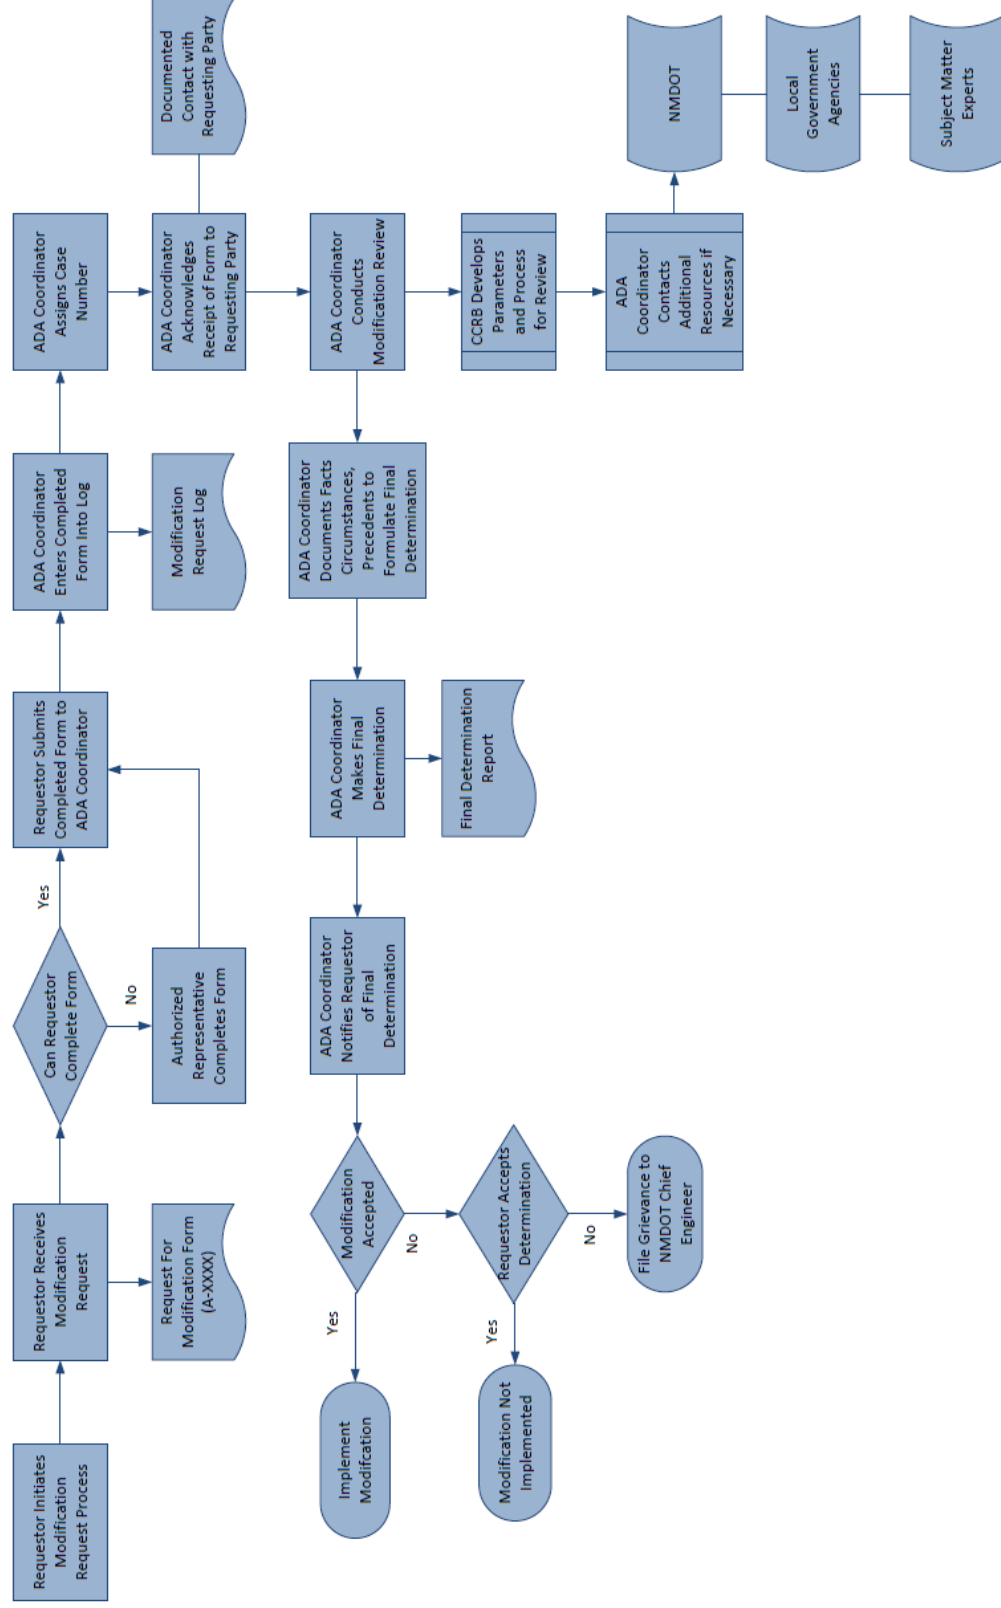 Requestor Initiates
Modification
Request Process
Requestor Receives
Modification
Request
Request For
Modification Form
(A-XXXX)
Can Requestor
Complete Form
Yes
No
Authorized
Representative
Completes Form
Requestor Submits
Completed Form to
ADA Coordinator
ADA Coordinator
Enters Completed
Form Into Log
Modification
Request Log
ADA Coordinator
Assigns Case
Number
ADA Coordinator
Acknowledges
Receipt of Form to
Requesting Party
Documented
Contact with
Requesting Party
ADA Coordinator
Conducts
Modification Review
CCRB Develops
Parameters
and Process
for Review
ADA
Coordinator
Contacts
Additional
Resources if
Necessary
NMDOT
Local
Government
Agencies
Subject Matter
Experts
ADA Coordinator
Documents Facts
Circumstances,
Precedents to
Formulate Final
Determination
ADA Coordinator
Makes Final
Determination
Final Determination
Report
ADA Coordinator
Notifies Requestor
of Final
Determination
Modification
Accepted
Yes
No
Implement
Modifcation
Requestor Accepts
Determination
Yes
No
Modification Not
Implemented
File Grievance to
NMDOT Chief
Engineer